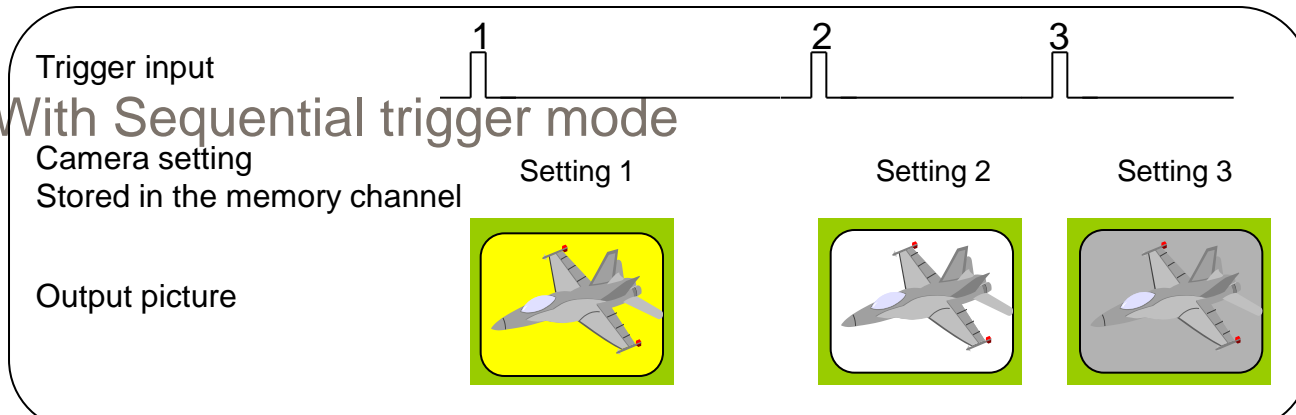 1 2 3
Trigger input
With Sequential trigger mode
Camera setting
Stored in the memory channel
Setting 1 Setting 2 Setting 3
Output picture